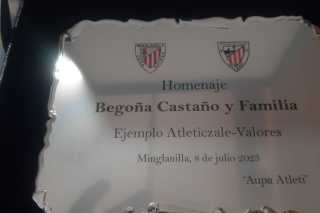 Homenaje
Begoña Castaño y Familia
Ejemplo Atleticzale-Valores
Minglanilla, 8 de julio 2023
"Aupa Atleti"